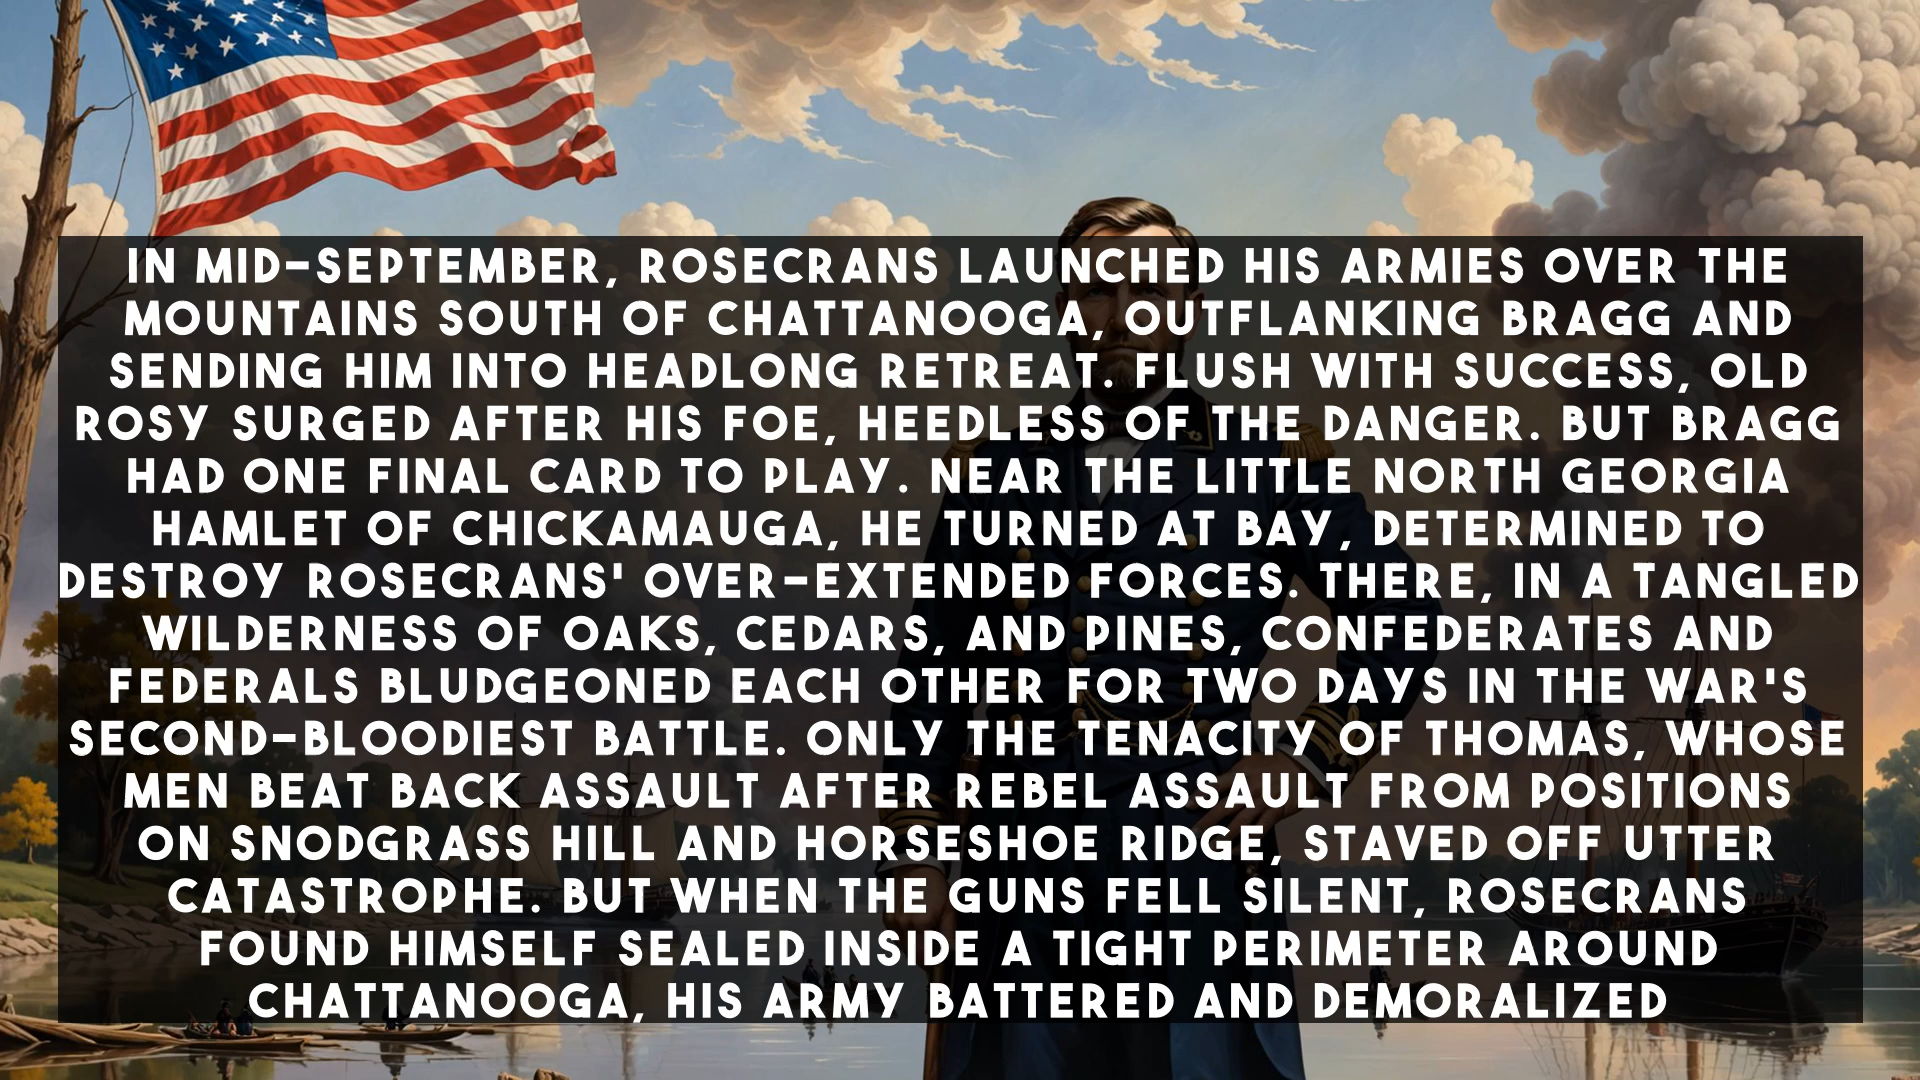 IN MID-SEPTEMBER, ROSECRANS LAUNCHED HIS ARMIES OVER THE
MOUNTAINS SOUTH OF CHATTANOOGA, OUTFLANKING BRAGG AND
SENDING HIM INTO HEADLONG RETREAT. FLUSH WITH SUCCESS, OLD
ROSY SURGED AFTER HIS FOE, HEEDLESS OF THE DANGER. BUT BRAGG
HAD ONE FINAL CARD TO PLAY. NEAR THE LITTLE NORTH GEORGIA
HAMLET OF CHICKAMAUGA, HE TURNED AT BAY, DETERMINED TO
DESTROY ROSECRANS' OVER-EXTENDED FORCES. THERE, IN A TANGLED
WILDERNESS OF OAKS, CEDARS, AND PINES, CONFEDERATES AND
FEDERALS BLUDGEONED EACH OTHER FOR TWO DAYS IN THE WAR'S
SECOND-BLOODIEST BATTLE. ONLY THE TENACITY OF THOMAS, WHOSE
MEN BEAT BACK ASSAULT AFTER REBEL ASSAULT FROM POSITIONS
ON SNODGRASS HILL AND HORSESHOE RIDGE, STAVED OFF UTTER
CATASTROPHE. BUT WHEN THE GUNS FELL SILENT, ROSECRANS
FOUND HIMSELF SEALED INSIDE A TIGHT PERIMETER AROUND
CHATTANOOGA, HIS ARMY BATTERED AND DEMORALIZED